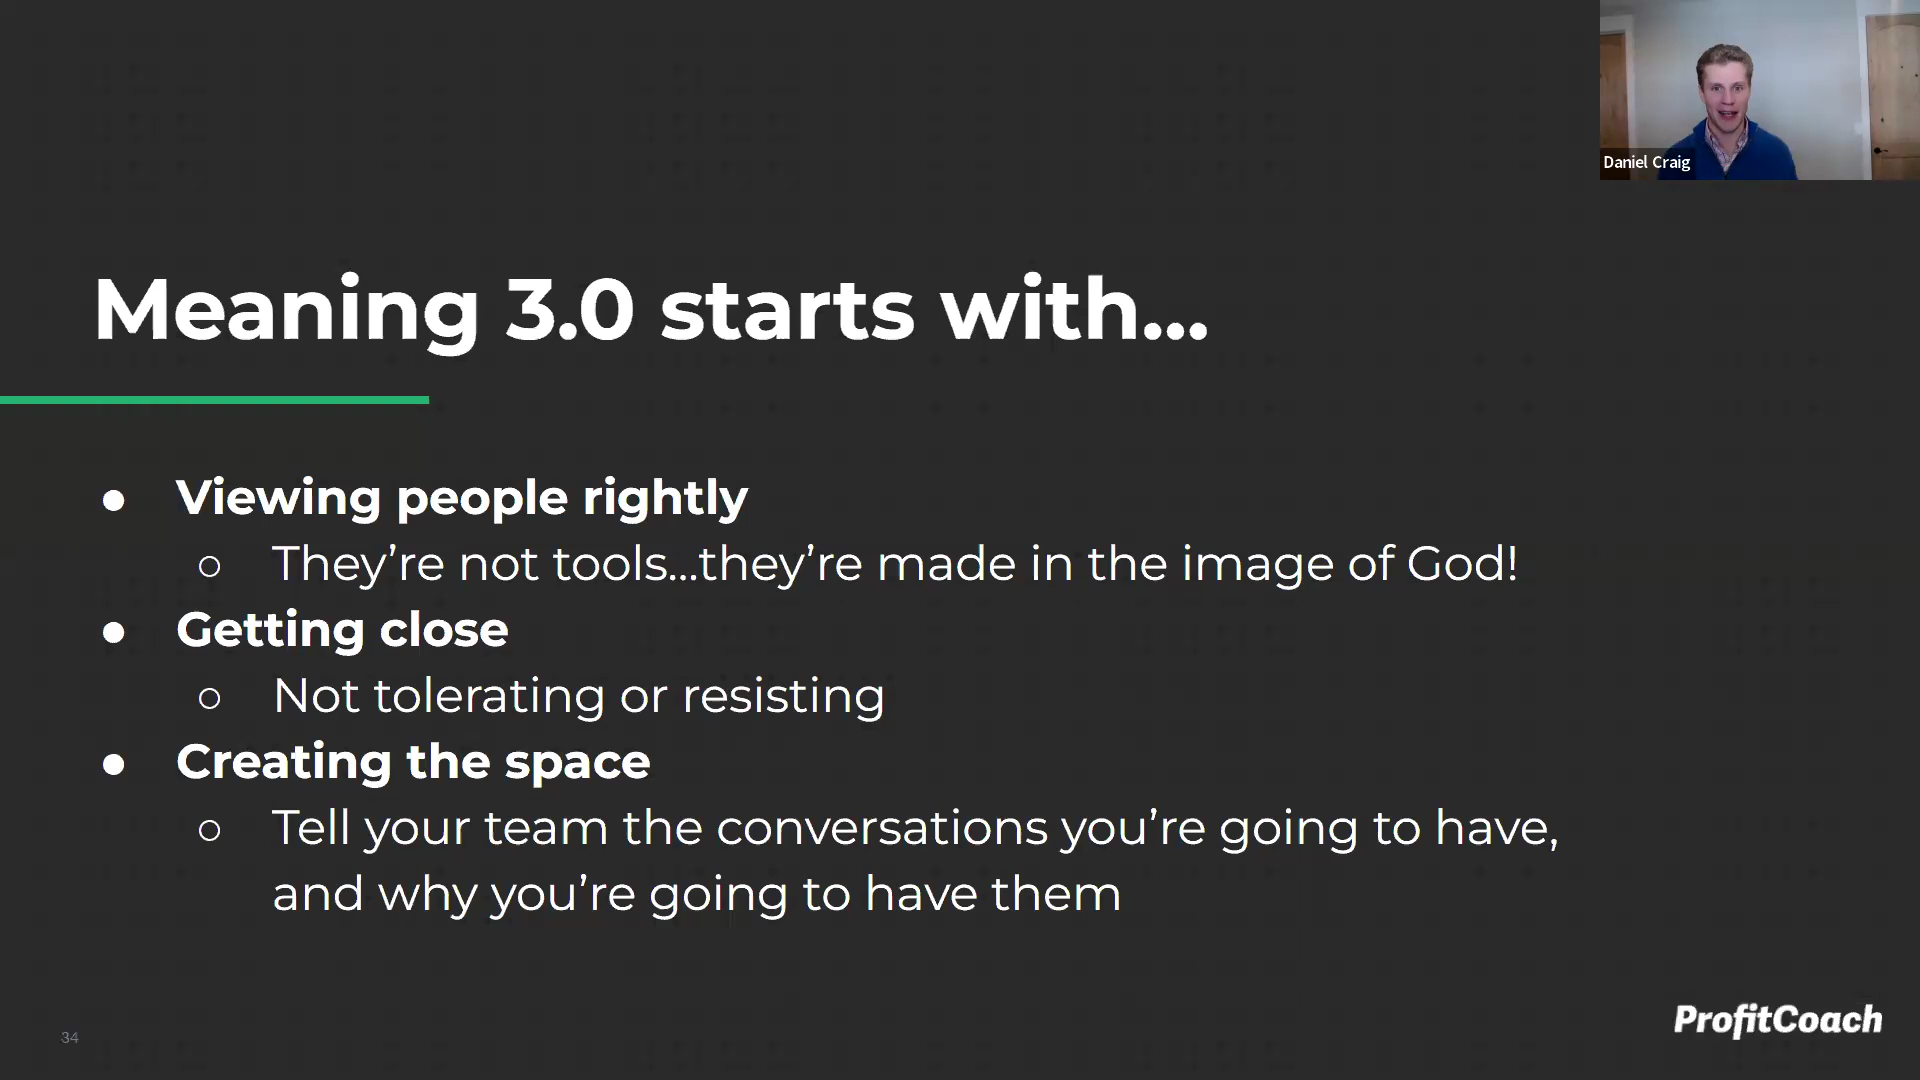 Daniel Craig
Meaning 3.0 starts with...
● Viewing people rightly
○ They’re not tools...they’re made in the image of God!
● Getting close
○ Not tolerating or resisting
● Creating the space
○ Tell your team the conversations you’re going to have,
and why you’re going to have them
34
ProfitCoach